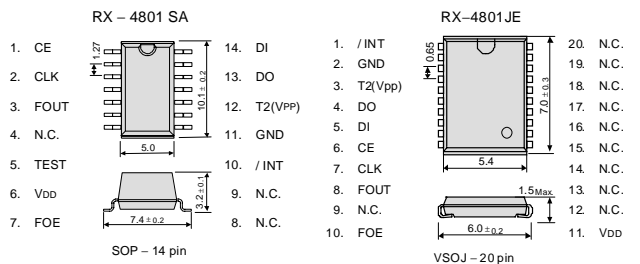 RX – 4801 SA
1. CE
2. CLK
3. FOUT
4. N.C.
5. TEST
6. VDD
7. FOE
1.27
10.1 ± 0.2
5.0
3.2 ± 0.1
7.4 ± 0.2
14. DI
13. DO
12. T2(VPP)
11. GND
10. / INT
9. N.C.
8. N.C.
SOP – 14 pin
RX–4801JE
1. / INT
2. GND
3. T2(Vpp)
4. DO
5. DI
6. CE
7. CLK
8. FOUT
9. N.C.
10. FOE
0.65
7.0 ± 0.3
5.4
1.5 Max.
6.0 ± 0.2
20. N.C.
19. N.C.
18. N.C.
17. N.C.
16. N.C.
15. N.C.
14. N.C.
13. N.C.
12. N.C.
11. VDD
VSOJ – 20 pin